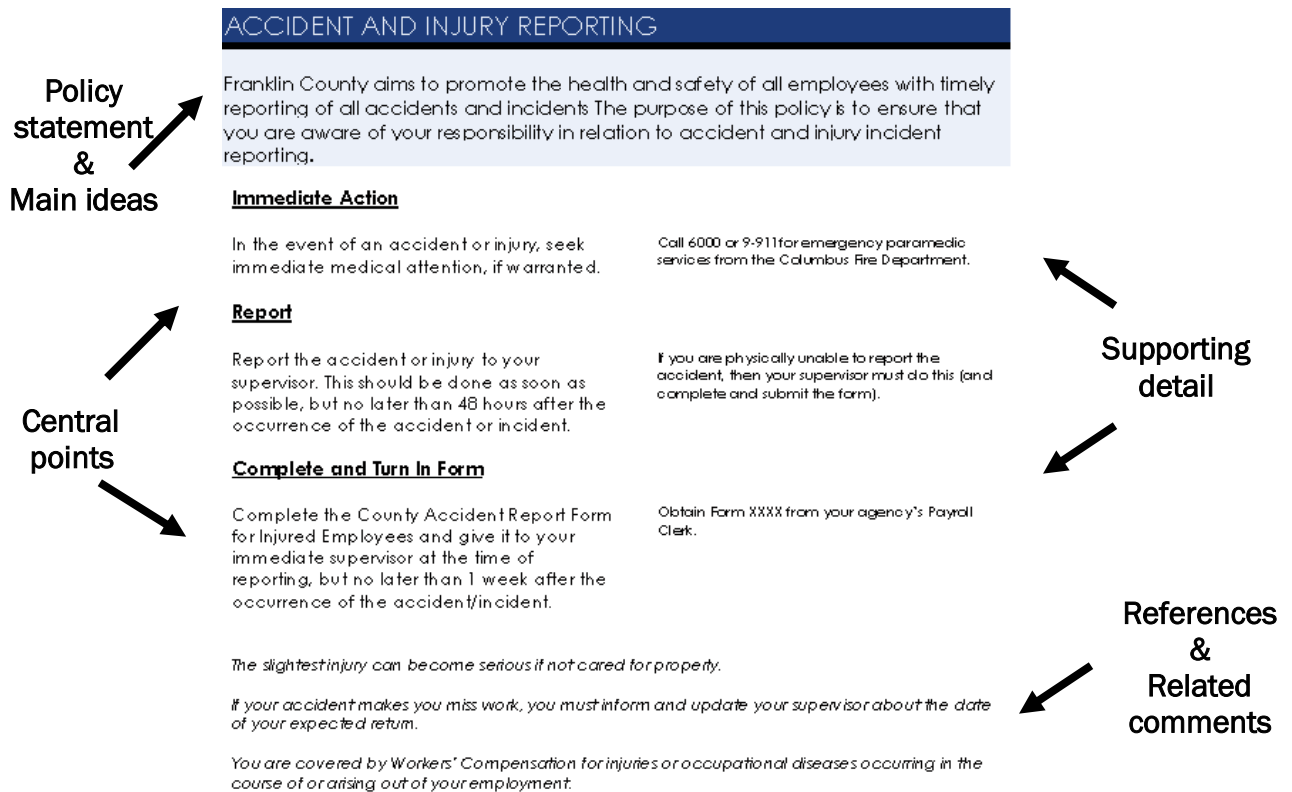 ACCIDENT AND INJURY REPORTING
Policy
statement
&
Main ideas
Franklin County aims to promote the health and safety of all employees with timely
reporting of all accidents and incidents The purpose of this policy is to ensure that
you are aware of your responsibility in relation to accident and injury incident
reporting.
Immediate Action
In the event of an accident or injury, seek
immediate medical attention, if warranted.
Call 6000 or 9-911for emergency paramedic
services from the Columbus Fire Department.
Report
Report the accident or injury to your
supervisor. This should be done as soon as
possible, but no later than 48 hours after the
occurrence of the accident or incident.
If you are physically unable to report the
accident, then your supervisor must do this (and
complete and submit the form).
Supporting
detail
Central
points
Complete and Turn In Form
Complete the County Accident Report Form
for Injured Employees and give it to your
immediate supervisor at the time of
reporting, but no later than 1 week after the
occurrence of the accident/incident.
Obtain Form XXXX from your agency's Payroll
Clerk.
The slightest injury can become serious if not cared for properly.
If your accident makes you miss work, you must inform and update your supervisor about the date
of your expected return.
You are covered by Workers' Compensation for injuries or occupational diseases occurring in the
course of or arising out of your employment.
References
&
Related
comments